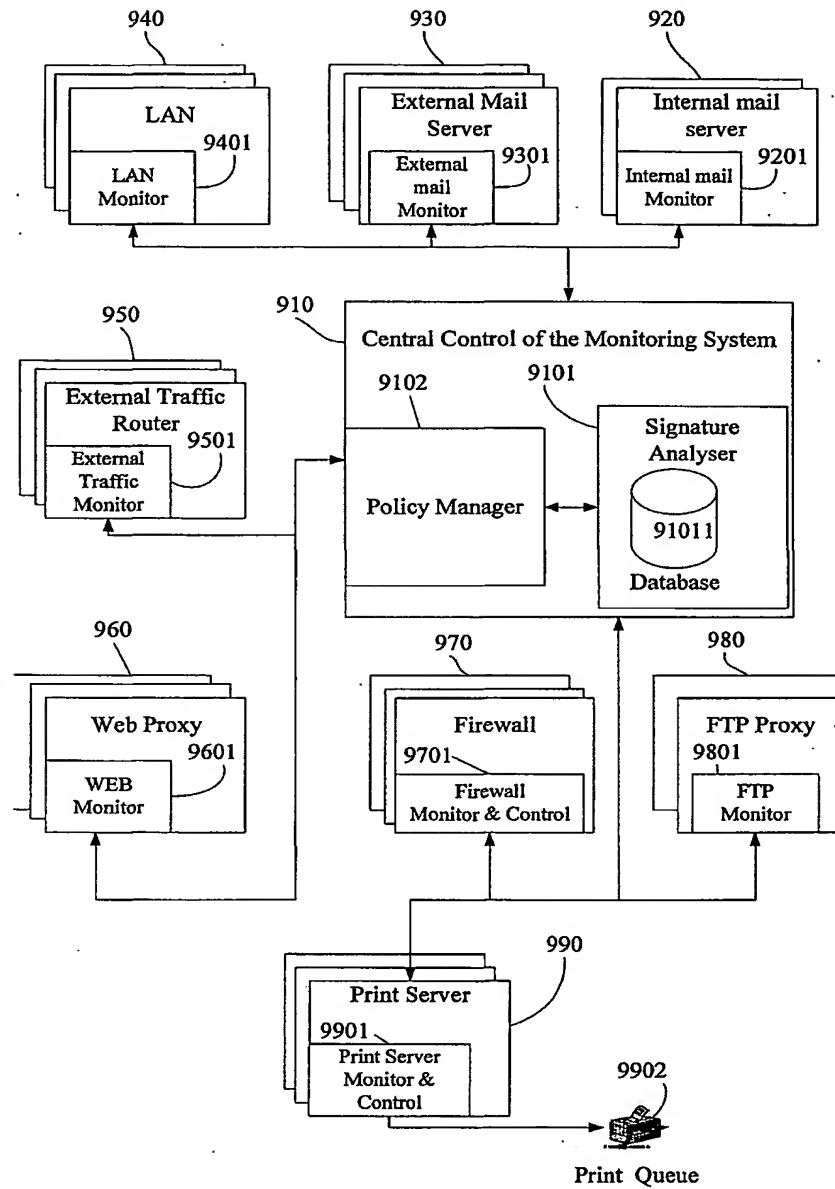 940
930
920
LAN
External Mail
Server
Internal mail
server
9401
9301
9201
LAN
Monitor
External
mail
Monitor
Internal mail
Monitor
950
910
Central Control of the Monitoring System
9102
9101
External Traffic
Router
9501
External
Traffic
Monitor
Signature
Analyser
Policy Manager
91011
Database
960
970
980
Web Proxy
Firewall
FTP Proxy
9601
9701
9801
WEB
Monitor
Firewall
Monitor & Control
FTP
Monitor
990
Print Server
9901
Print Server
Monitor &
Control
9902
Print Queue